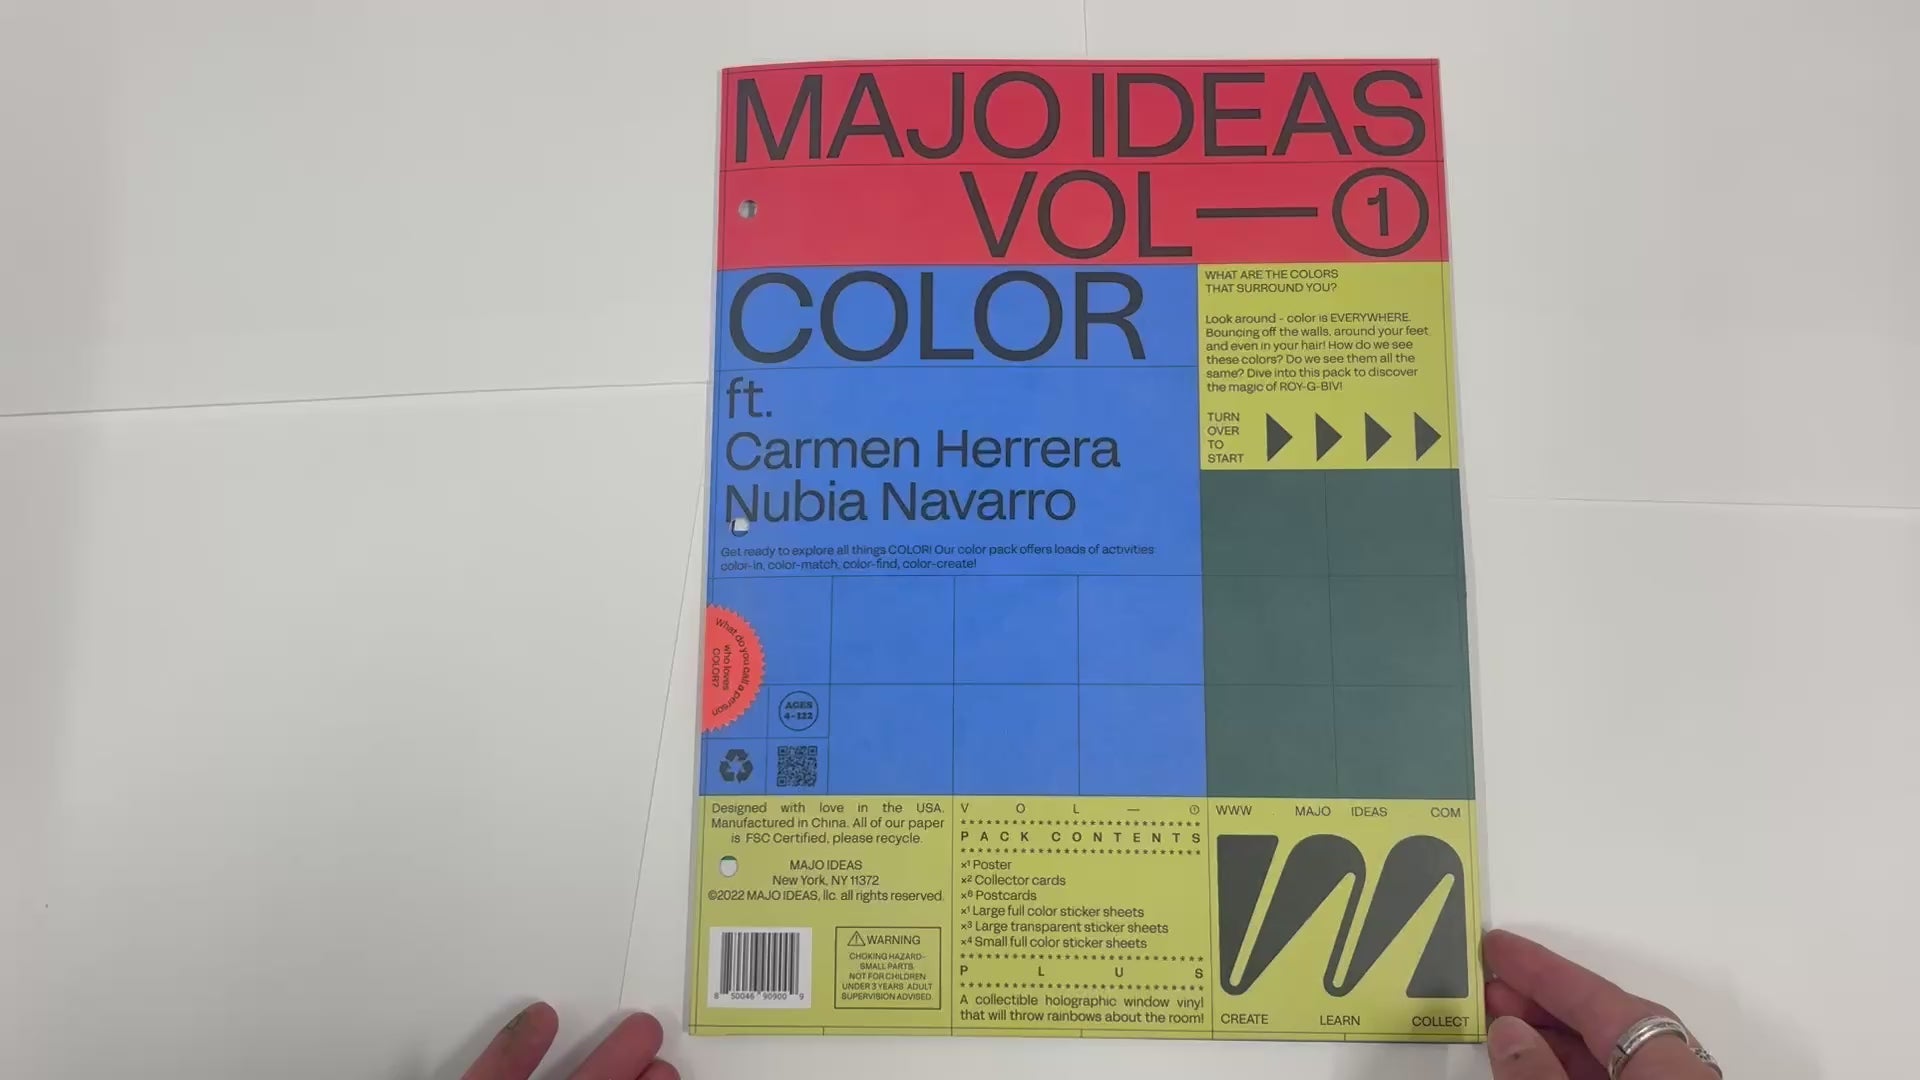 MAJO IDEAS
VOL—1
COLOR
ft.
Carmen Herrera
Nubia Navarro
Get ready to explore all things COLOR! Our color pack offers loads of activities
color-in, color-match, color-find, color-create!
WHAT ARE THE COLORS
THAT SURROUND YOU?
Look around - color is EVERYWHERE.
Bouncing off the walls, around your feet
and even in your hair! How do we see
these colors? Do we see them all the
same? Dive into this pack to discover
the magic of ROY-G-BIV!
TURN
OVER
TO
START
What do you call a person
who loves
COLOR?
AGES
4-122
Designed with love in the USA.
Manufactured in China. All of our paper
is FSC Certified, please recycle.
MAJO IDEAS
New York, NY 11372
©2022 MAJO IDEAS, llc. all rights reserved.
8 50046 90900 9
WARNING
CHOKING HAZARD-
SMALL PARTS.
NOT FOR CHILDREN
UNDER 3 YEARS. ADULT
SUPERVISION ADVISED.
VOL—1
PACK CONTENTS
x1 Poster
x2 Collector cards
x6 Postcards
x1 Large full color sticker sheets
x3 Large transparent sticker sheets
x4 Small full color sticker sheets
PLUS
A collectible holographic window vinyl
that will throw rainbows about the room!
WWW MAJO IDEAS COM
CREATE LEARN COLLECT